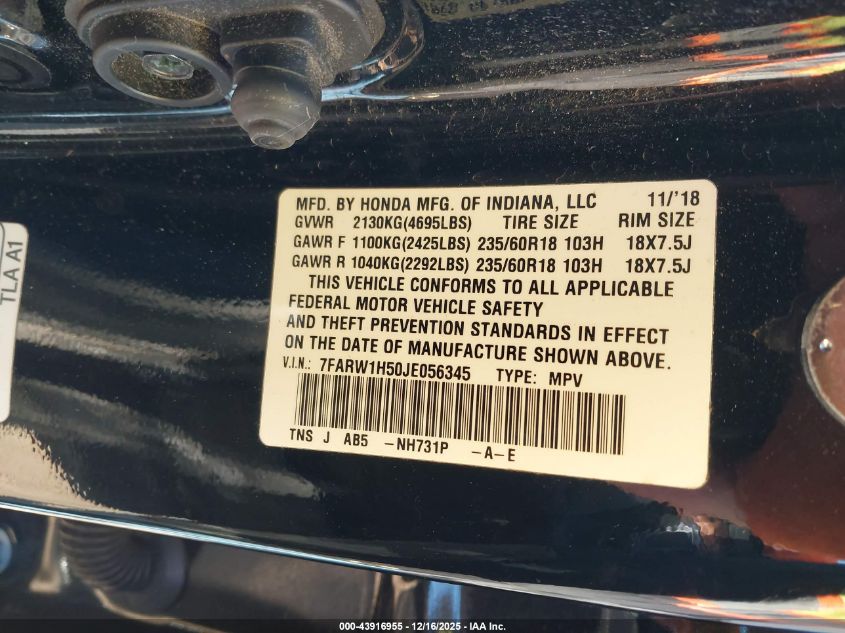 MFD. BY HONDA MFG. OF INDIANA, LLC 11/'18
GVWR 2130KG(4695LBS) TIRE SIZE RIM SIZE
GAWR F 1100KG(2425LBS) 235/60R18 103H 18X7.5J
GAWR R 1040KG(2292LBS) 235/60R18 103H 18X7.5J
THIS VEHICLE CONFORMS TO ALL APPLICABLE
FEDERAL MOTOR VEHICLE SAFETY
AND THEFT PREVENTION STANDARDS IN EFFECT
ON THE DATE OF MANUFACTURE SHOWN ABOVE.
V.I.N.: 7FARW1H50JE056345 TYPE: MPV
TNS J AB5 -NH731P -A-E
TLA A1
000-43916955 - 12/16/2025 - IAA Inc.